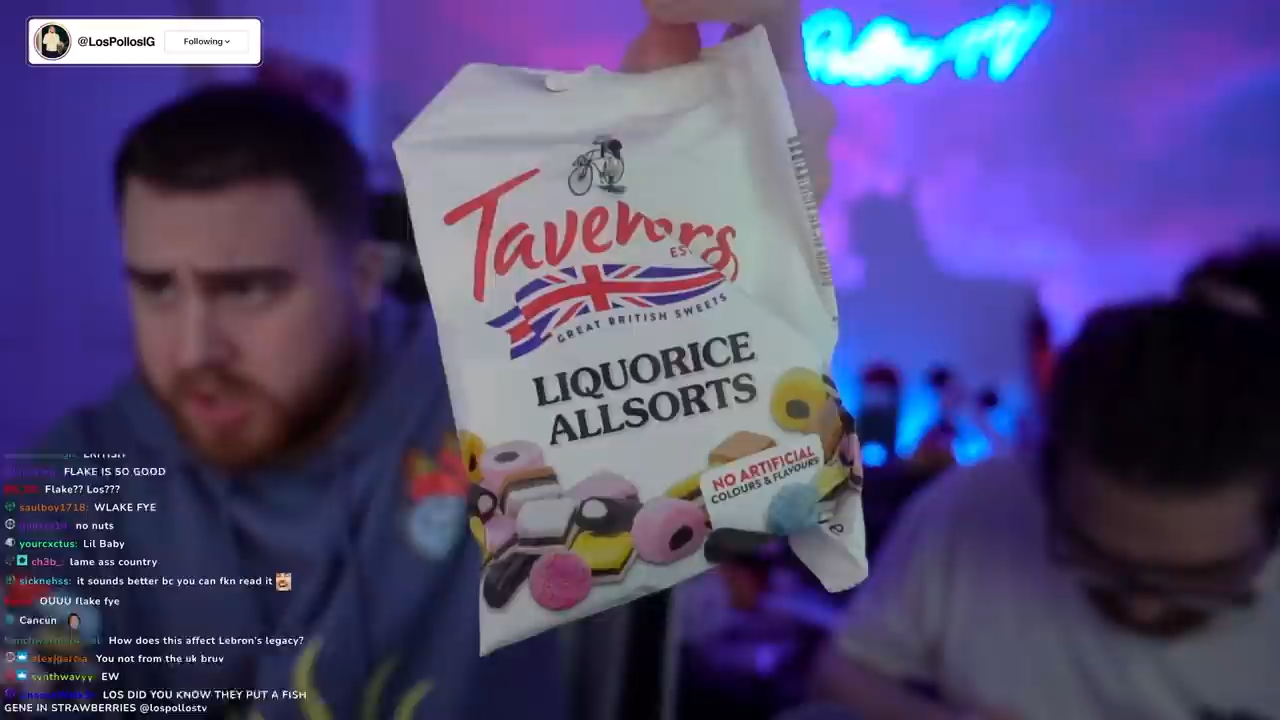 @LosPollosIG
Following
Taveners
EST.
GREAT BRITISH SWEETS
LIQUORICE
ALLSORTS
NO ARTIFICIAL
COLOURS & FLAVOURS
FLAKE IS SO GOOD
Flake?? Los???
saulboy1718: WLAKE FYE
no nuts
yourcxctus: Lil Baby
ch3b_: lame ass country
sicknehss: it sounds better bc you can fkn read it
OUUU flake fye
Cancun
How does this affect Lebron's legacy?
alexjgarcia You not from the uk bruv
synthwavyy EW
LOS DID YOU KNOW THEY PUT A FISH
GENE IN STRAWBERRIES @lospollostv